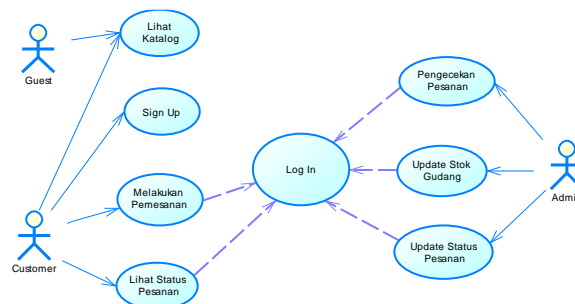 Lihat
Katalog
Guest
Sign Up
Pengecekan
Pesanan
Log In
Update Stok
Gudang
Admi
Melakukan
Pemesanan
Customer
Lihat Status
Pesanan
Update Status
Pesanan